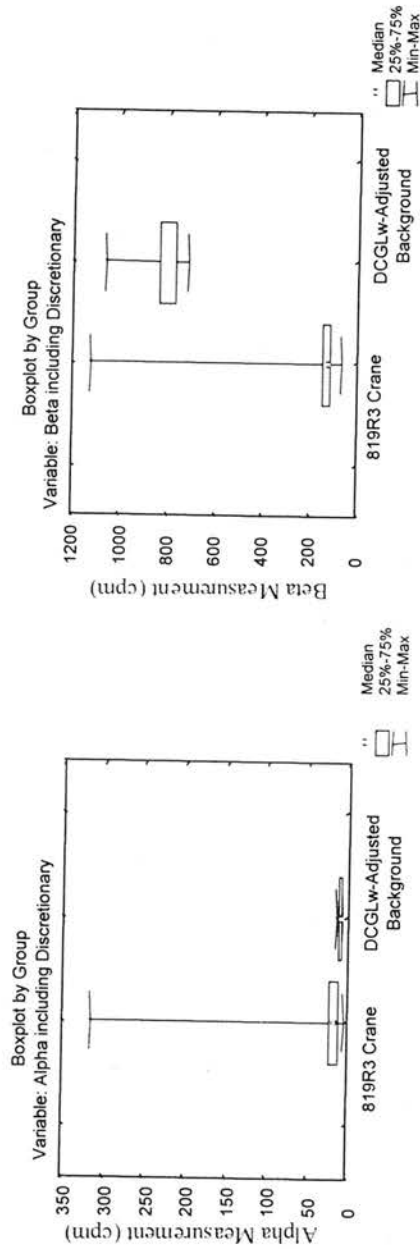 Boxplot by Group
Variable: Alpha including Discretionary
Alpha Measurement (cpm)
350
300
250
200
150
100
50
0
819R3 Crane
DCGLw-Adjusted
Background
Median
25%-75%
Min-Max
Boxplot by Group
Variable: Beta including Discretionary
Beta Measurement (cpm)
1200
1000
800
600
400
200
0
819R3 Crane
DCGLw-Adjusted
Background
Median
25%-75%
Min-Max